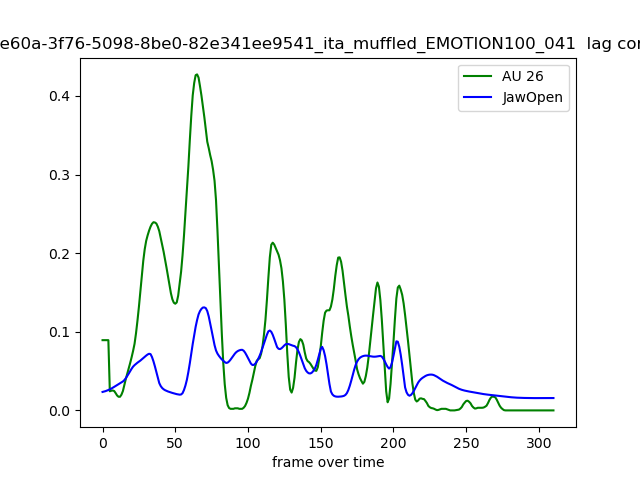 e60a-3f76-5098-8be0-82e341ee9541_ita_muffled_EMOTION100_041 lag cor
AU 26
JawOpen
0.4
0.3
0.2
0.1
0.0
0 50 100 150 200 250 300
frame over time